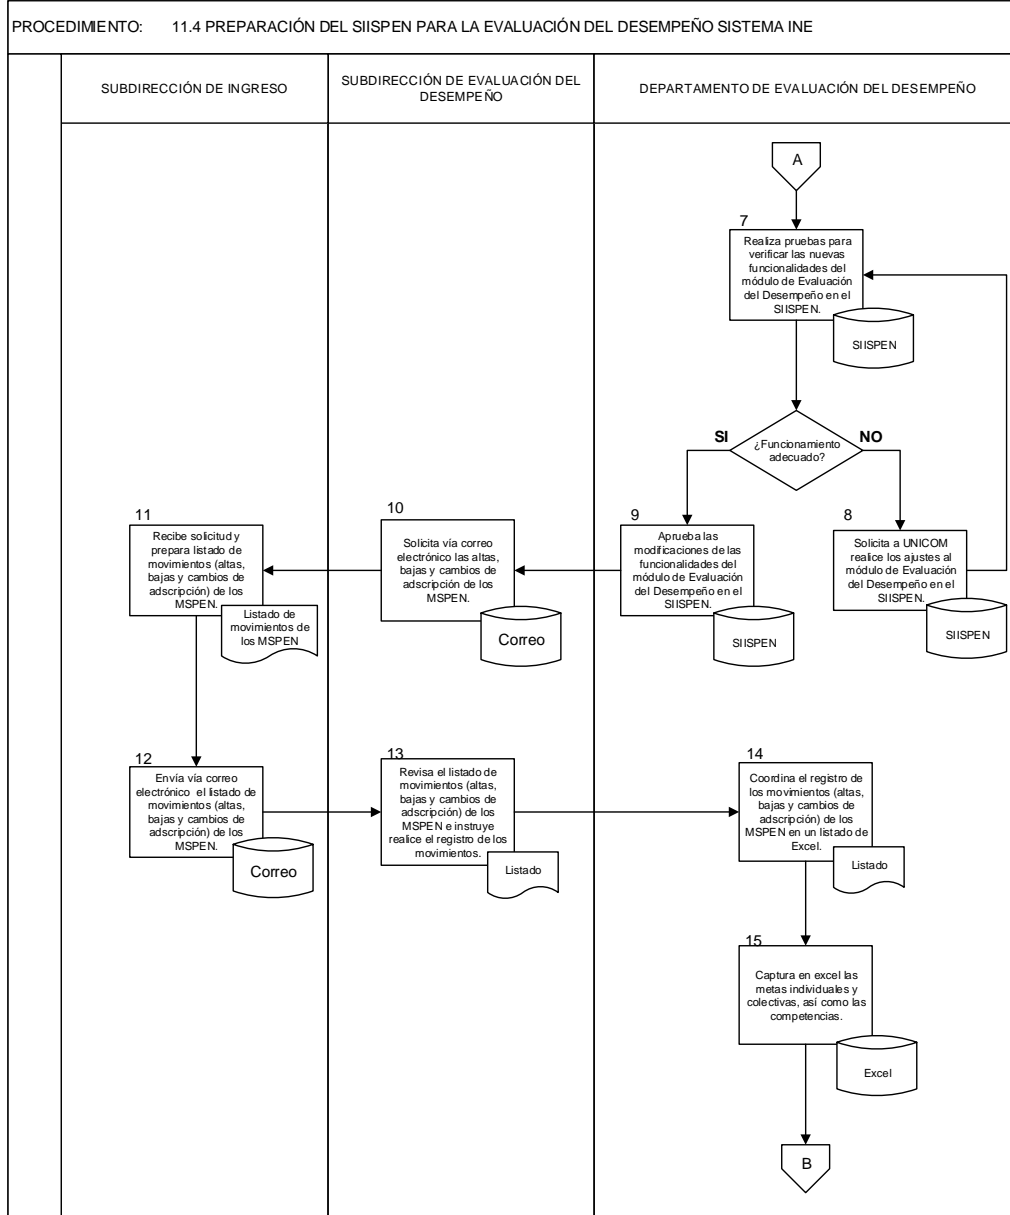 PROCEDIMIENTO: 11.4 PREPARACIÓN DEL SIISPEN PARA LA EVALUACIÓN DEL DESEMPEÑO SISTEMA INE
SUBDIRECCIÓN DE INGRESO
SUBDIRECCIÓN DE EVALUACIÓN DEL
DESEMPEÑO
DEPARTAMENTO DE EVALUACIÓN DEL DESEMPEÑO
A
7
Realiza pruebas para
verificar las nuevas
funcionalidades del
módulo de Evaluación
del Desempeño en el
SIISPEN.
SIISPEN
¿Funcionamiento
adecuado?
SI
NO
8
Solicita a UNICOM
realice los ajustes al
módulo de Evaluación
del Desempeño en el
SIISPEN.
SIISPEN
9
Aprueba las
modificaciones de las
funcionalidades del
módulo de Evaluación
del Desempeño en el
SIISPEN.
SIISPEN
10
Solicita vía correo
electrónico las altas,
bajas y cambios de
adscripción de los
MSPEN.
Correo
11
Recibe solicitud y
prepara listado de
movimientos (altas,
bajas y cambios de
adscripción) de los
MSPEN.
Listado de
movimientos de
los MSPEN
12
Envía vía correo
electrónico el listado de
movimientos (altas,
bajas y cambios de
adscripción) de los
MSPEN.
Correo
13
Revisa el listado de
movimientos (altas,
bajas y cambios de
adscripción) de los
MSPEN e instruye
realice el registro de los
movimientos.
Listado
14
Coordina el registro de
los movimientos (altas,
bajas y cambios de
adscripción) de los
MSPEN en un listado de
Excel.
Listado
15
Captura en excel las
metas individuales y
colectivas, así como las
competencias.
Excel
B